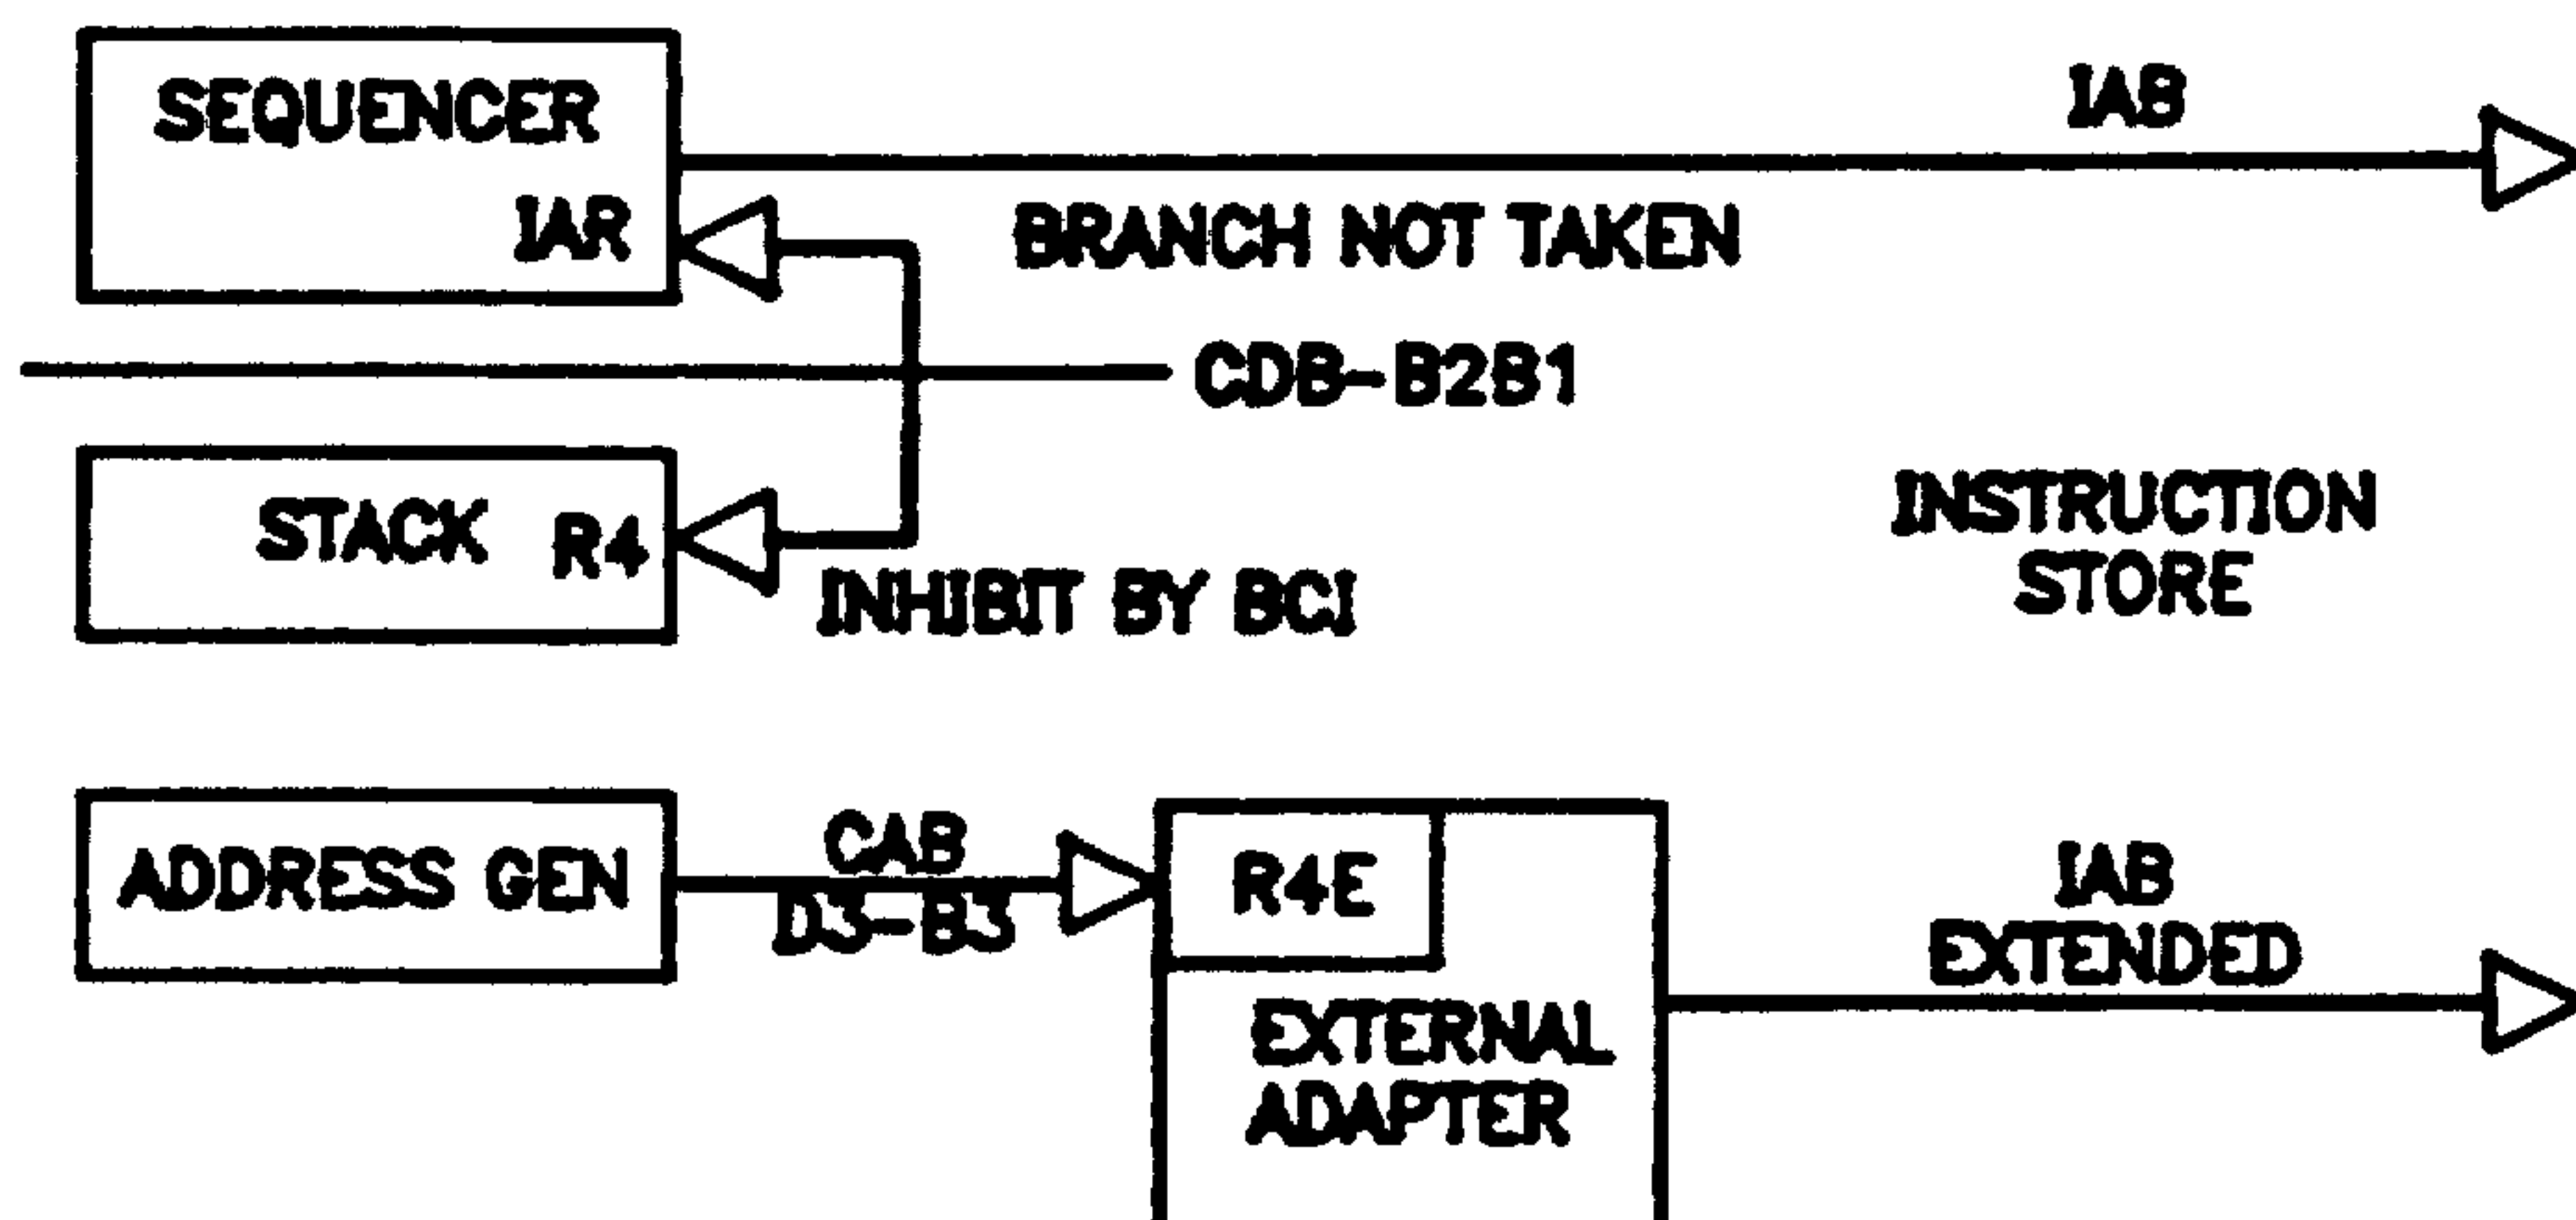 SEQUENCER
IAB
IAR
BRANCH NOT TAKEN
CDB-B2B1
STACK R4
INHIBIT BY BCI
INSTRUCTION
STORE
ADDRESS GEN
CAB
D3-B3
R4E
IAB
EXTENDED
EXTERNAL
ADAPTER